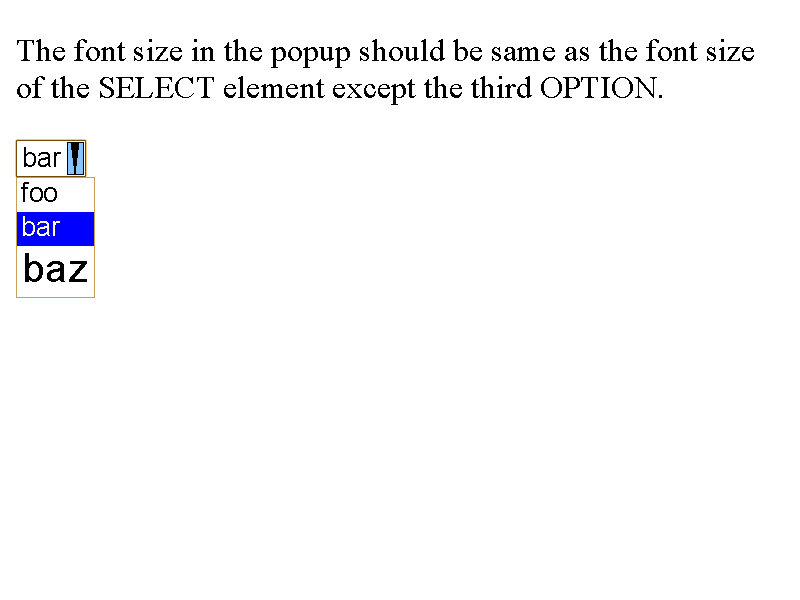 The font size in the popup should be same as the font size
of the SELECT element except the third OPTION.
bar
foo
bar
baz